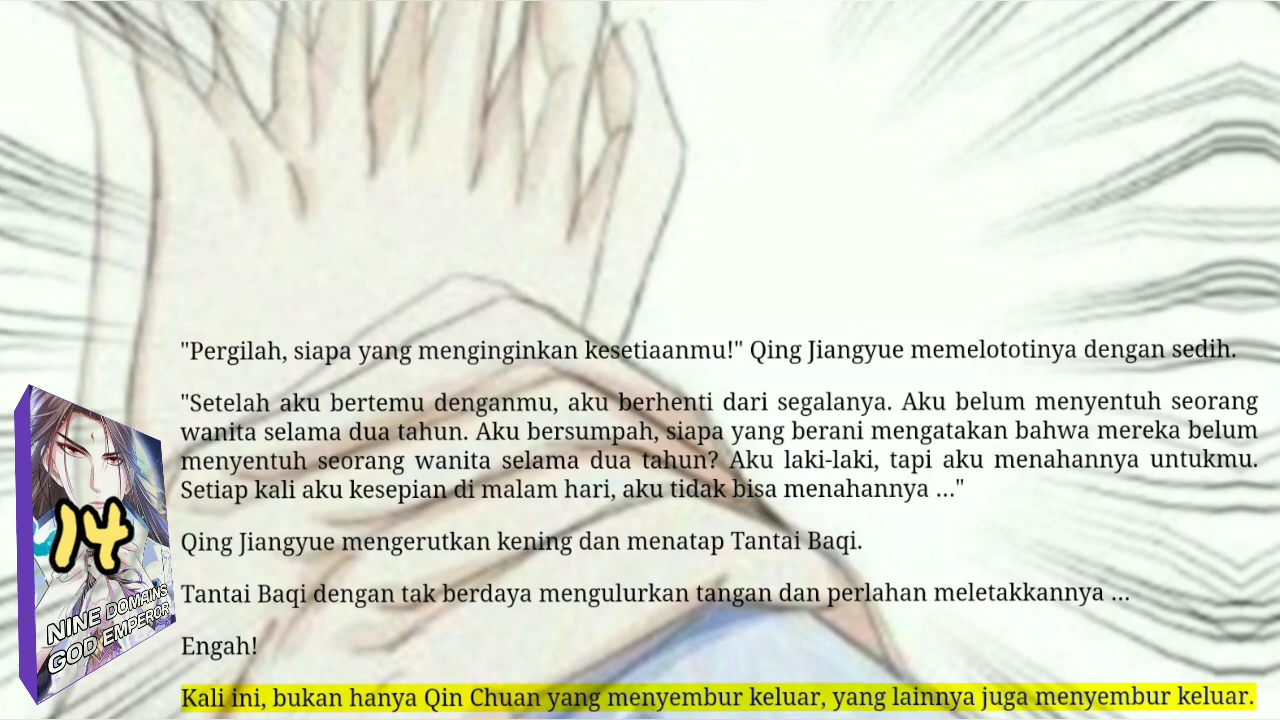 "Pergilah, siapa yang menginginkan kesetiaanmu!" Qing Jiangyue memelototinya dengan sedih.
"Setelah aku bertemu denganmu, aku berhenti dari segalanya. Aku belum menyentuh seorang
wanita selama dua tahun. Aku bersumpah, siapa yang berani mengatakan bahwa mereka belum
menyentuh seorang wanita selama dua tahun? Aku laki-laki, tapi aku menahannya untukmu.
Setiap kali aku kesepian di malam hari, aku tidak bisa menahannya ..."
Qing Jiangyue mengerutkan kening dan menatap Tantai Baqi.
Tantai Baqi dengan tak berdaya mengulurkan tangan dan perlahan meletakkannya ...
Engah!
Kali ini, bukan hanya Qin Chuan yang menyembur keluar, yang lainnya juga menyembur keluar.
14
NINE DOMAINS
GOD EMPEROR